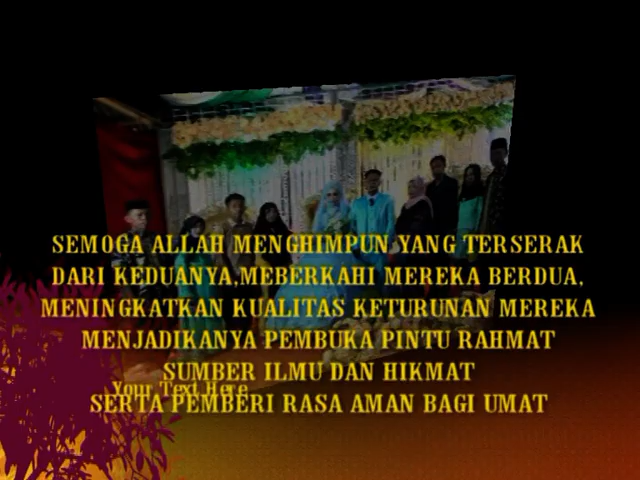 SEMOGA ALLAH MENGHIMPUN YANG TERSERAK
DARI KEDUANYA,MEBERKAHI MEREKA BERDUA,
MENINGKATKAN KUALITAS KETURUNAN MEREKA
MENJADIKANYA PEMBUKA PINTU RAHMAT
SUMBER ILMU DAN HIKMAT
Your Text Here
SERTA PEMBERI RASA AMAN BAGI UMAT